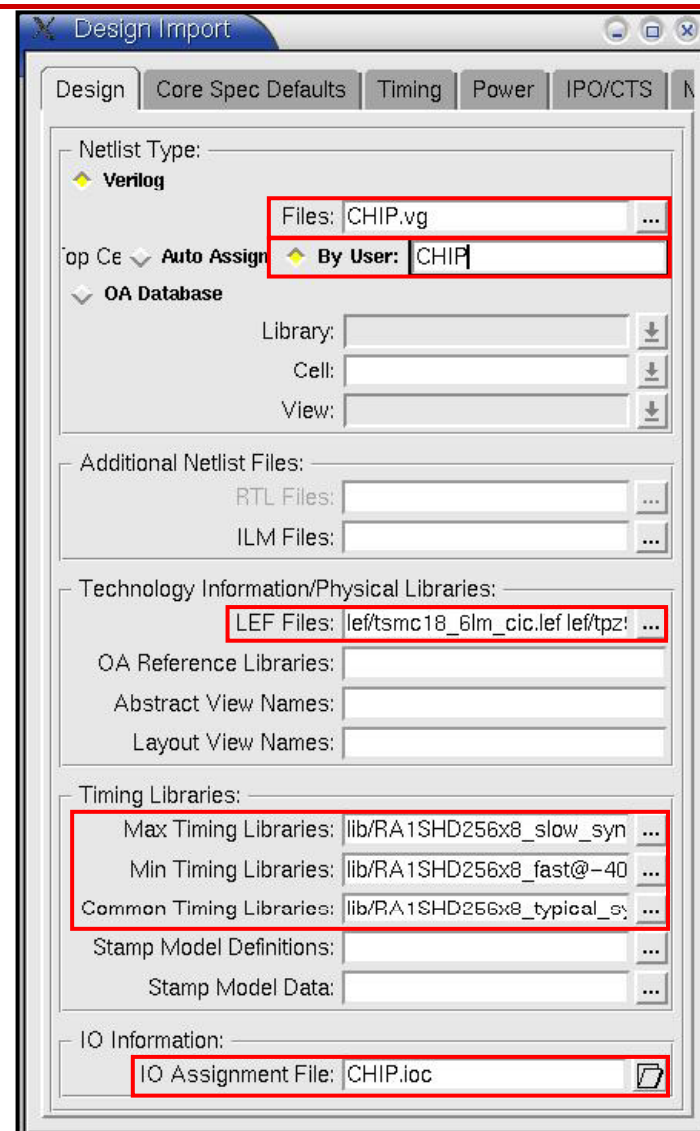 Design Import
Design Core Spec Defaults Timing Power IPO/CTS
Netlist Type:
Verilog
Files: CHIP.vg ...
op Ce Auto Assign By User: CHIP
OA Database
Library:
Cell:
View:
Additional Netlist Files:
RTL Files: ...
ILM Files: ...
Technology Information/Physical Libraries:
LEF Files: lef/tsmc18_6lm_cic.lef lef/tpz ...
OA Reference Libraries:
Abstract View Names:
Layout View Names:
Timing Libraries:
Max Timing Libraries: lib/RA1SHD256x8_slow_syn ...
Min Timing Libraries: lib/RA1SHD256x8_fast@-40 ...
Common Timing Libraries: lib/RA1SHD256x8_typical_sy ...
Stamp Model Definitions: ...
Stamp Model Data: ...
IO Information:
IO Assignment File: CHIP.ioc